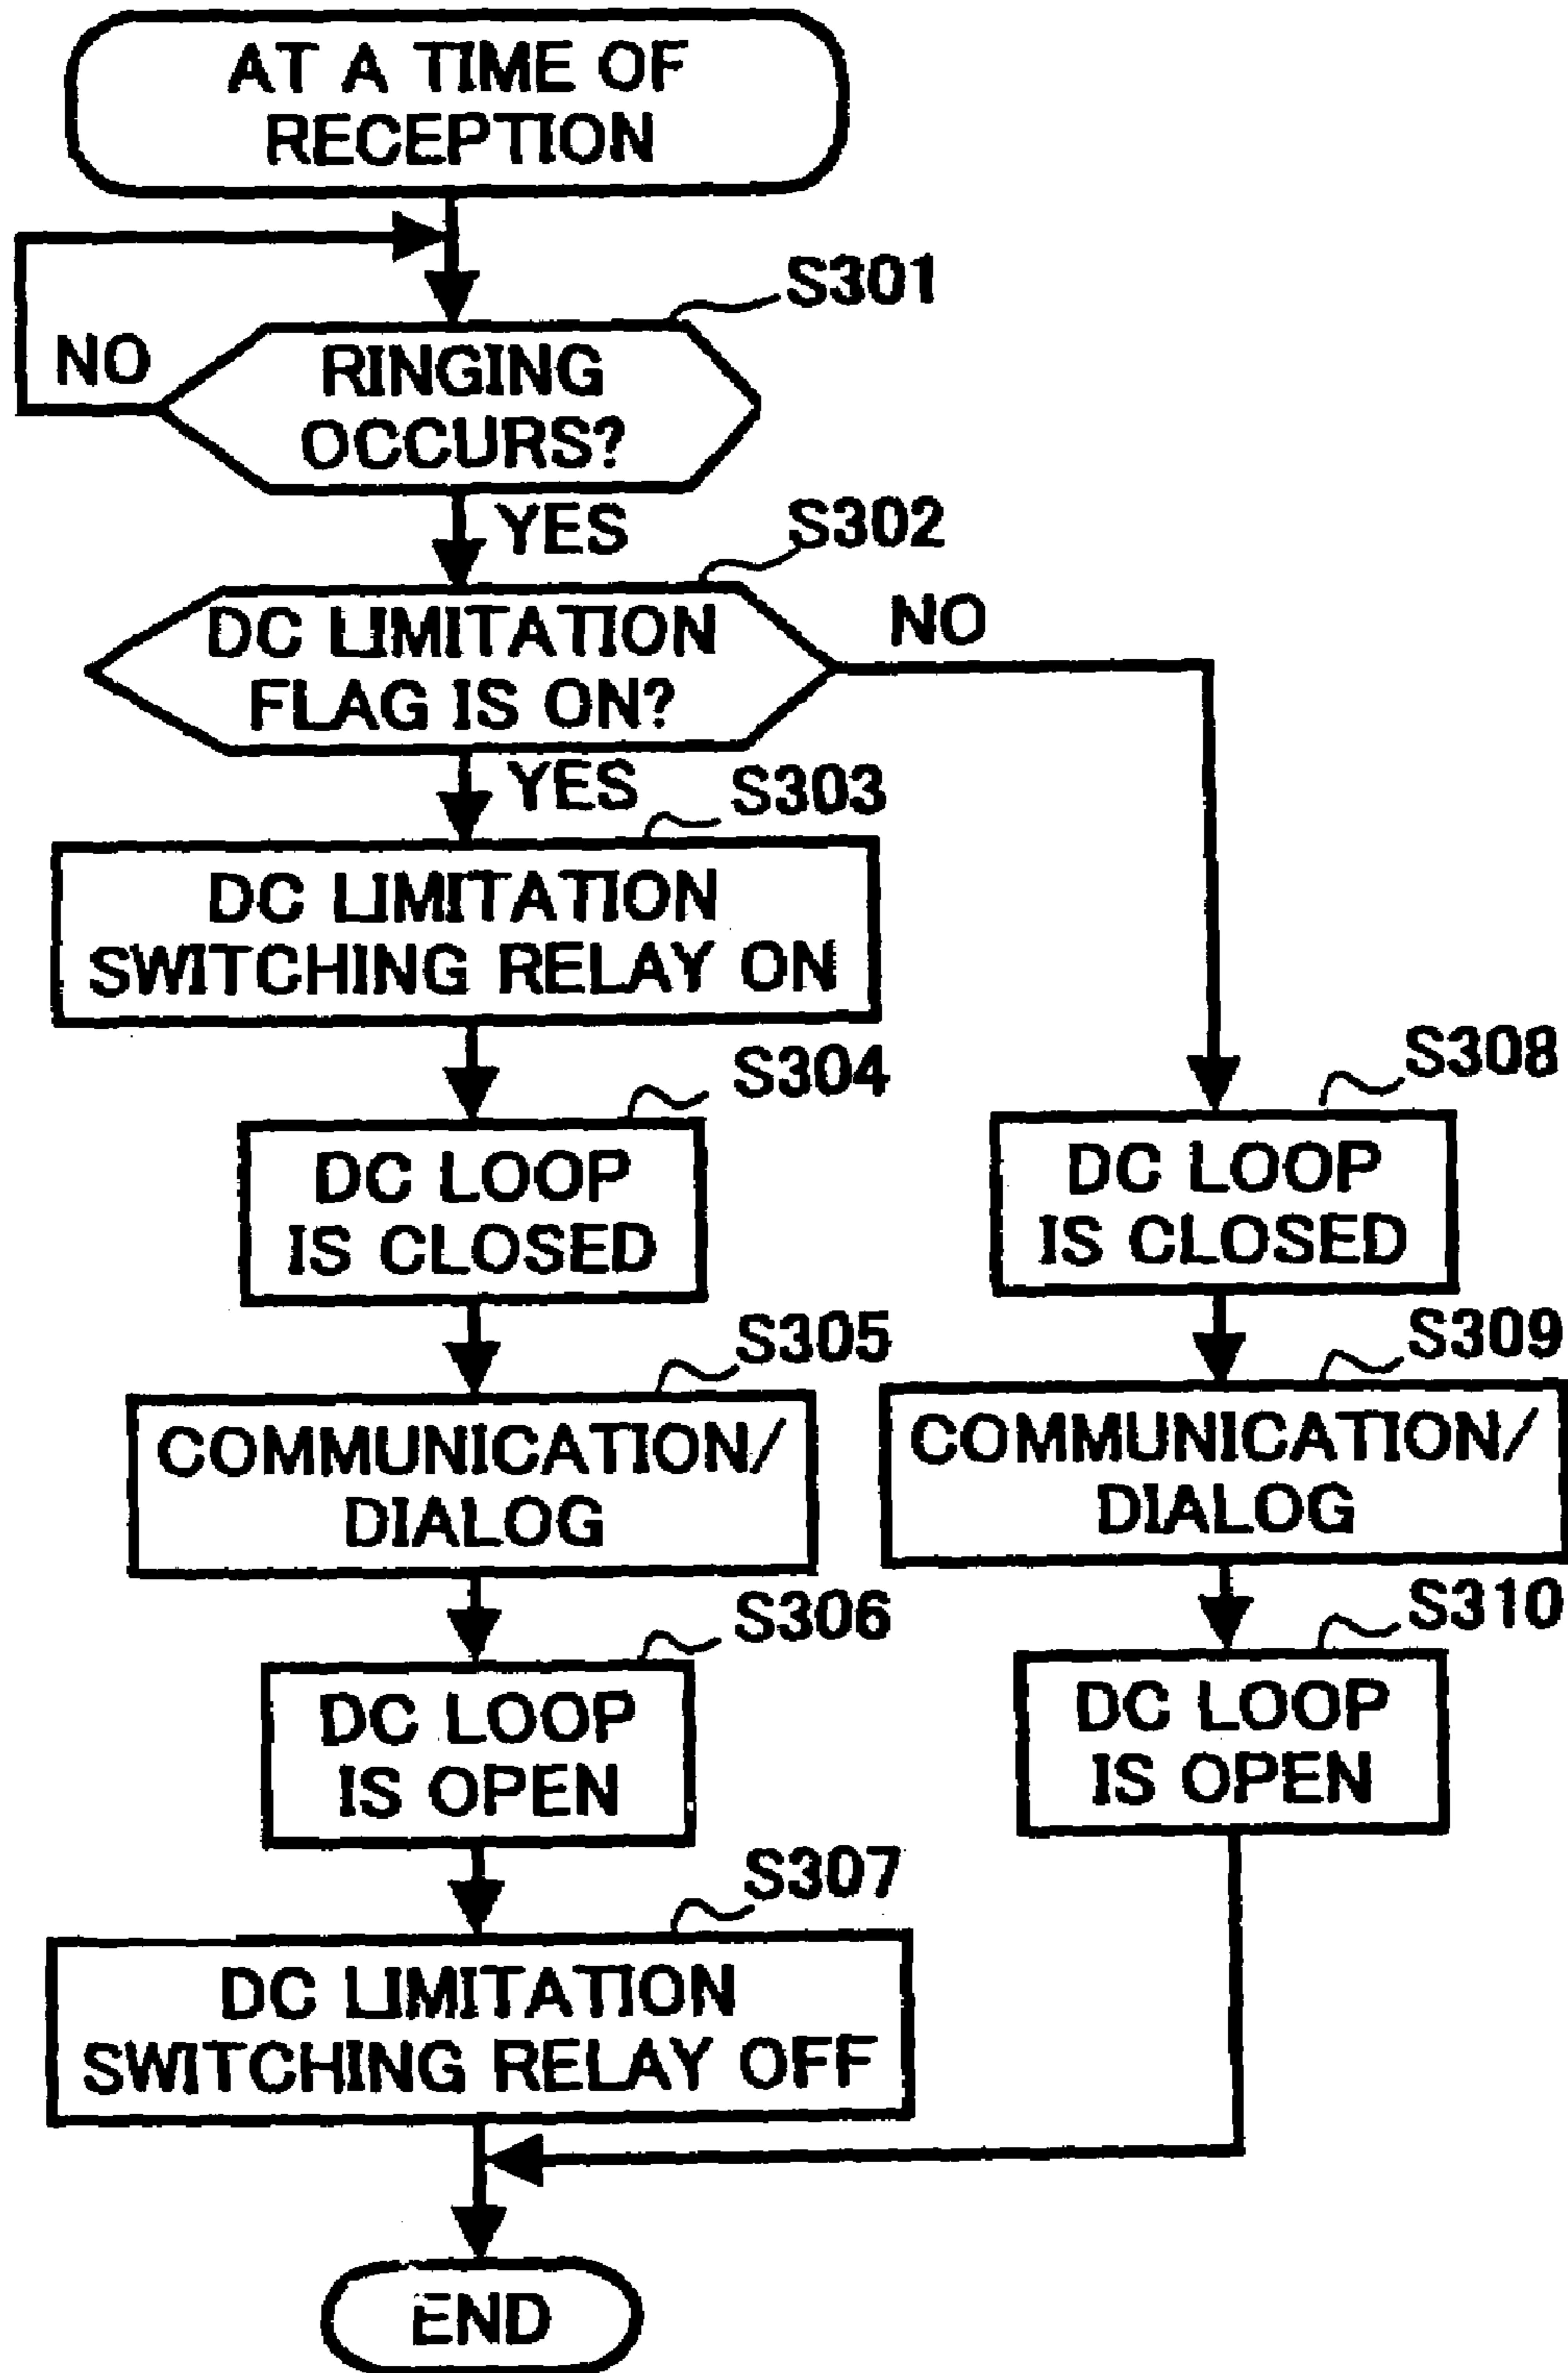 AT A TIME OF
RECEPTION
S301
NO
RINGING
OCCURS?
YES
S302
DC LIMITATION
FLAG IS ON?
NO
YES
S303
DC LIMITATION
SWITCHING RELAY ON
S304
DC LOOP
IS CLOSED
S305
COMMUNICATION/
DIALOG
S306
DC LOOP
IS OPEN
S307
DC LIMITATION
SWITCHING RELAY OFF
S308
DC LOOP
IS CLOSED
S309
COMMUNICATION/
DIALOG
S310
DC LOOP
IS OPEN
END